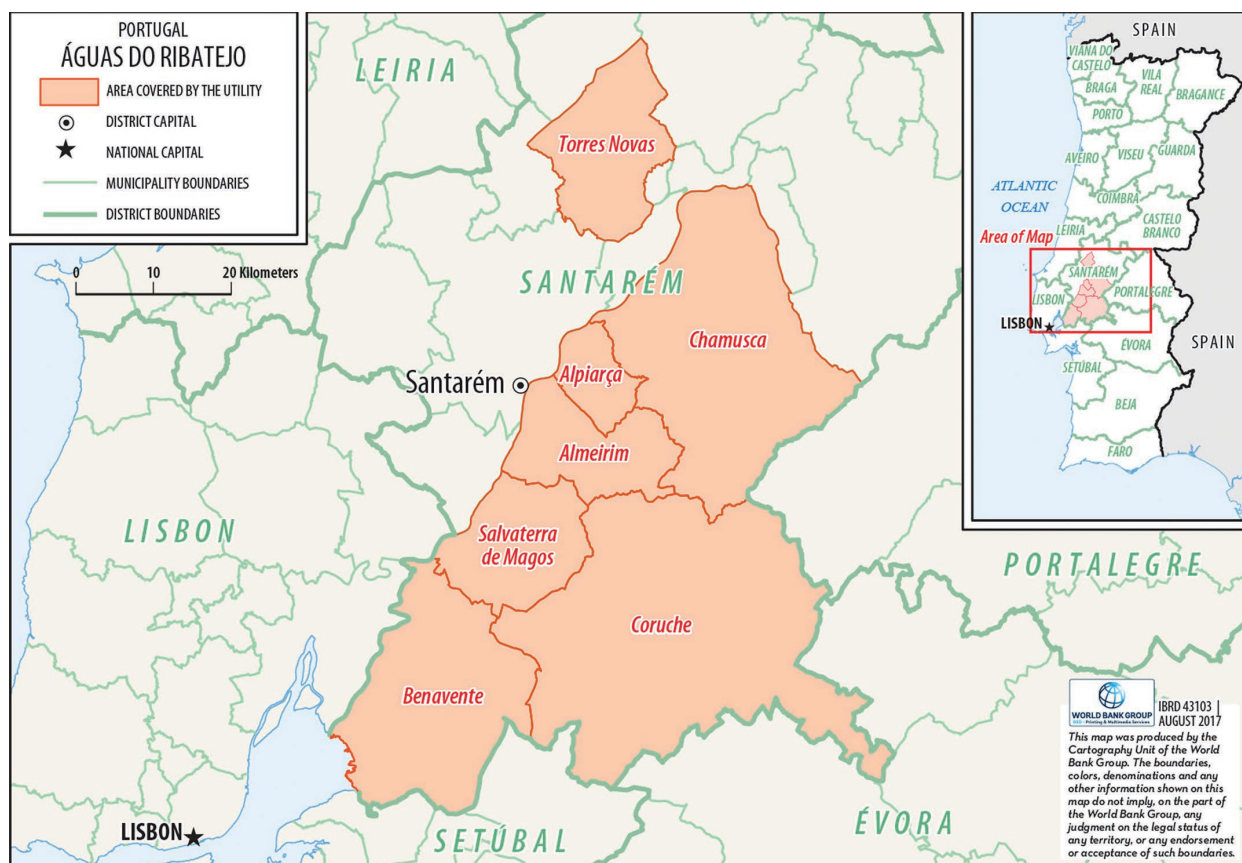 PORTUGAL
ÁGUAS DO RIBATEJO
AREA COVERED BY THE UTILITY
DISTRICT CAPITAL
NATIONAL CAPITAL
MUNICIPALITY BOUNDARIES
DISTRICT BOUNDARIES
0 10 20 Kilometers
LEIRIA
Torres Novas
SANTARÉM
Chamusca
Santarém
Alpiarça
Almeirim
LISBON
Salvaterra
de Magos
Coruche
Benavente
PORTALEGRE
LISBON
SETÚBAL
ÉVORA
SPAIN
VIANA DO
CASTELO
VILA
REAL
BRAGA
BRAGANCE
PORTO
AVEIRO
VISEU
GUARDA
ATLANTIC
OCEAN
COIMBRA
CASTELO
BRANCO
LEIRIA
Area of Map
SANTARÉM
LISBON
PORTALEGRE
LISBON
ÉVORA
SPAIN
SETÚBAL
BEJA
FARO
WORLD BANK GROUP
Printing & Multimedia Services
IBRD 43103 |
AUGUST 2017
This map was produced by the
Cartography Unit of the World
Bank Group. The boundaries,
colors, denominations and any
other information shown on this
map do not imply, on the part of
the World Bank Group, any
judgment on the legal status of
any territory, or any endorsement
or acceptance of such boundaries.